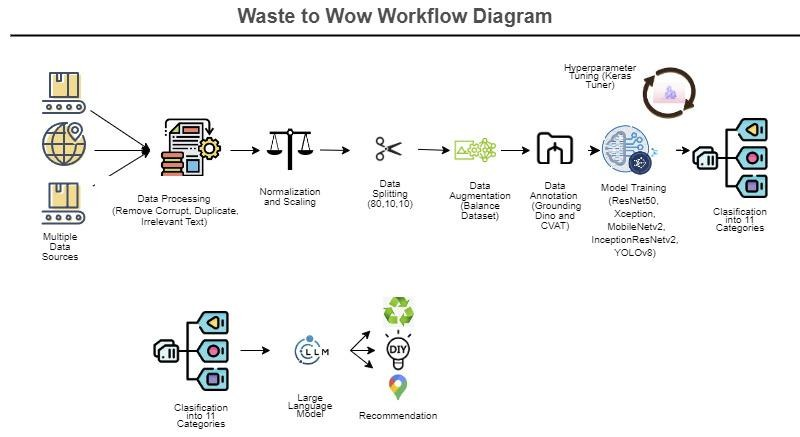 Waste to Wow Workflow Diagram
Hyperparameter
Tuning (Keras
Tuner)
Multiple
Data
Sources
Data Processing
(Remove Corrupt, Duplicate,
Irrelevant Text)
Normalization
and Scaling
Data
Splitting
(80,10,10)
Data
Augmentation
(Balance
Dataset)
Data
Annotation
(Grounding
Dino and
CVAT)
Model Training
(ResNet50,
Xception,
MobileNetv2,
InceptionResNetv2,
YOLOv8)
Clasification
into 11
Categories
Clasification
into 11
Categories
LLM
Large
Language
Model
DIY
Recommendation